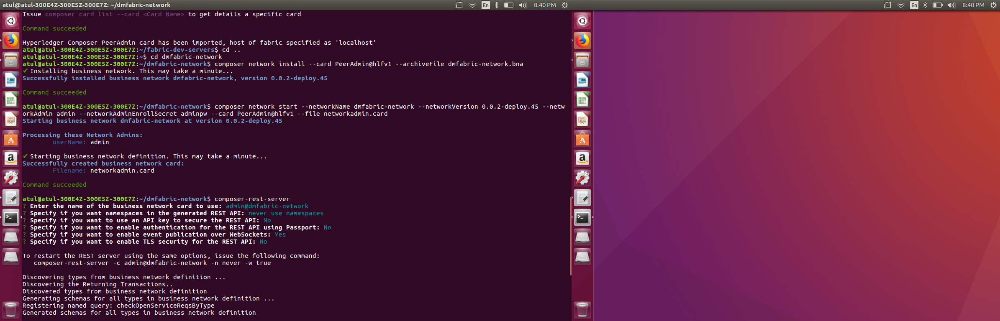 atul@atul-300E4Z-300E5Z-300E7Z: ~/dmfabric-network
En
8:40 PM
En
8:40 PM
Issue composer card list --card <Card Name> to get details a specific card
Command succeeded
Hyperledger Composer PeerAdmin card has been imported, host of fabric specified as 'localhost'
atul@atul-300E4Z-300E5Z-300E7Z:~/fabric-dev-servers$ cd ..
atul@atul-300E4Z-300E5Z-300E7Z:~$ cd dmfabric-network
atul@atul-300E4Z-300E5Z-300E7Z:~/dmfabric-network$ composer network install --card PeerAdmin@hlfv1 --archiveFile dmfabric-network.bna
✔ Installing business network. This may take a minute...
Successfully installed business network dmfabric-network, version 0.0.2-deploy.45
Command succeeded
atul@atul-300E4Z-300E5Z-300E7Z:~/dmfabric-network$ composer network start --networkName dmfabric-network --networkVersion 0.0.2-deploy.45 --netw
orkAdmin admin --networkAdminEnrollSecret adminpw --card PeerAdmin@hlfv1 --file networkadmin.card
Starting business network dmfabric-network at version 0.0.2-deploy.45
Processing these Network Admins:
userName: admin
✔ Starting business network definition. This may take a minute...
Successfully created business network card:
Filename: networkadmin.card
Command succeeded
atul@atul-300E4Z-300E5Z-300E7Z:~/dmfabric-network$ composer-rest-server
? Enter the name of the business network card to use: admin@dmfabric-network
? Specify if you want namespaces in the generated REST API: never use namespaces
? Specify if you want to use an API key to secure the REST API: No
? Specify if you want to enable authentication for the REST API using Passport: No
? Specify if you want to enable event publication over WebSockets: Yes
? Specify if you want to enable TLS security for the REST API: No
To restart the REST server using the same options, issue the following command:
composer-rest-server -c admin@dmfabric-network -n never -w true
Discovering types from business network definition ...
Discovering the Returning Transactions..
Discovered types from business network definition
Generating schemas for all types in business network definition ...
Registering named query: checkOpenServiceReqsByType
Generated schemas for all types in business network definition